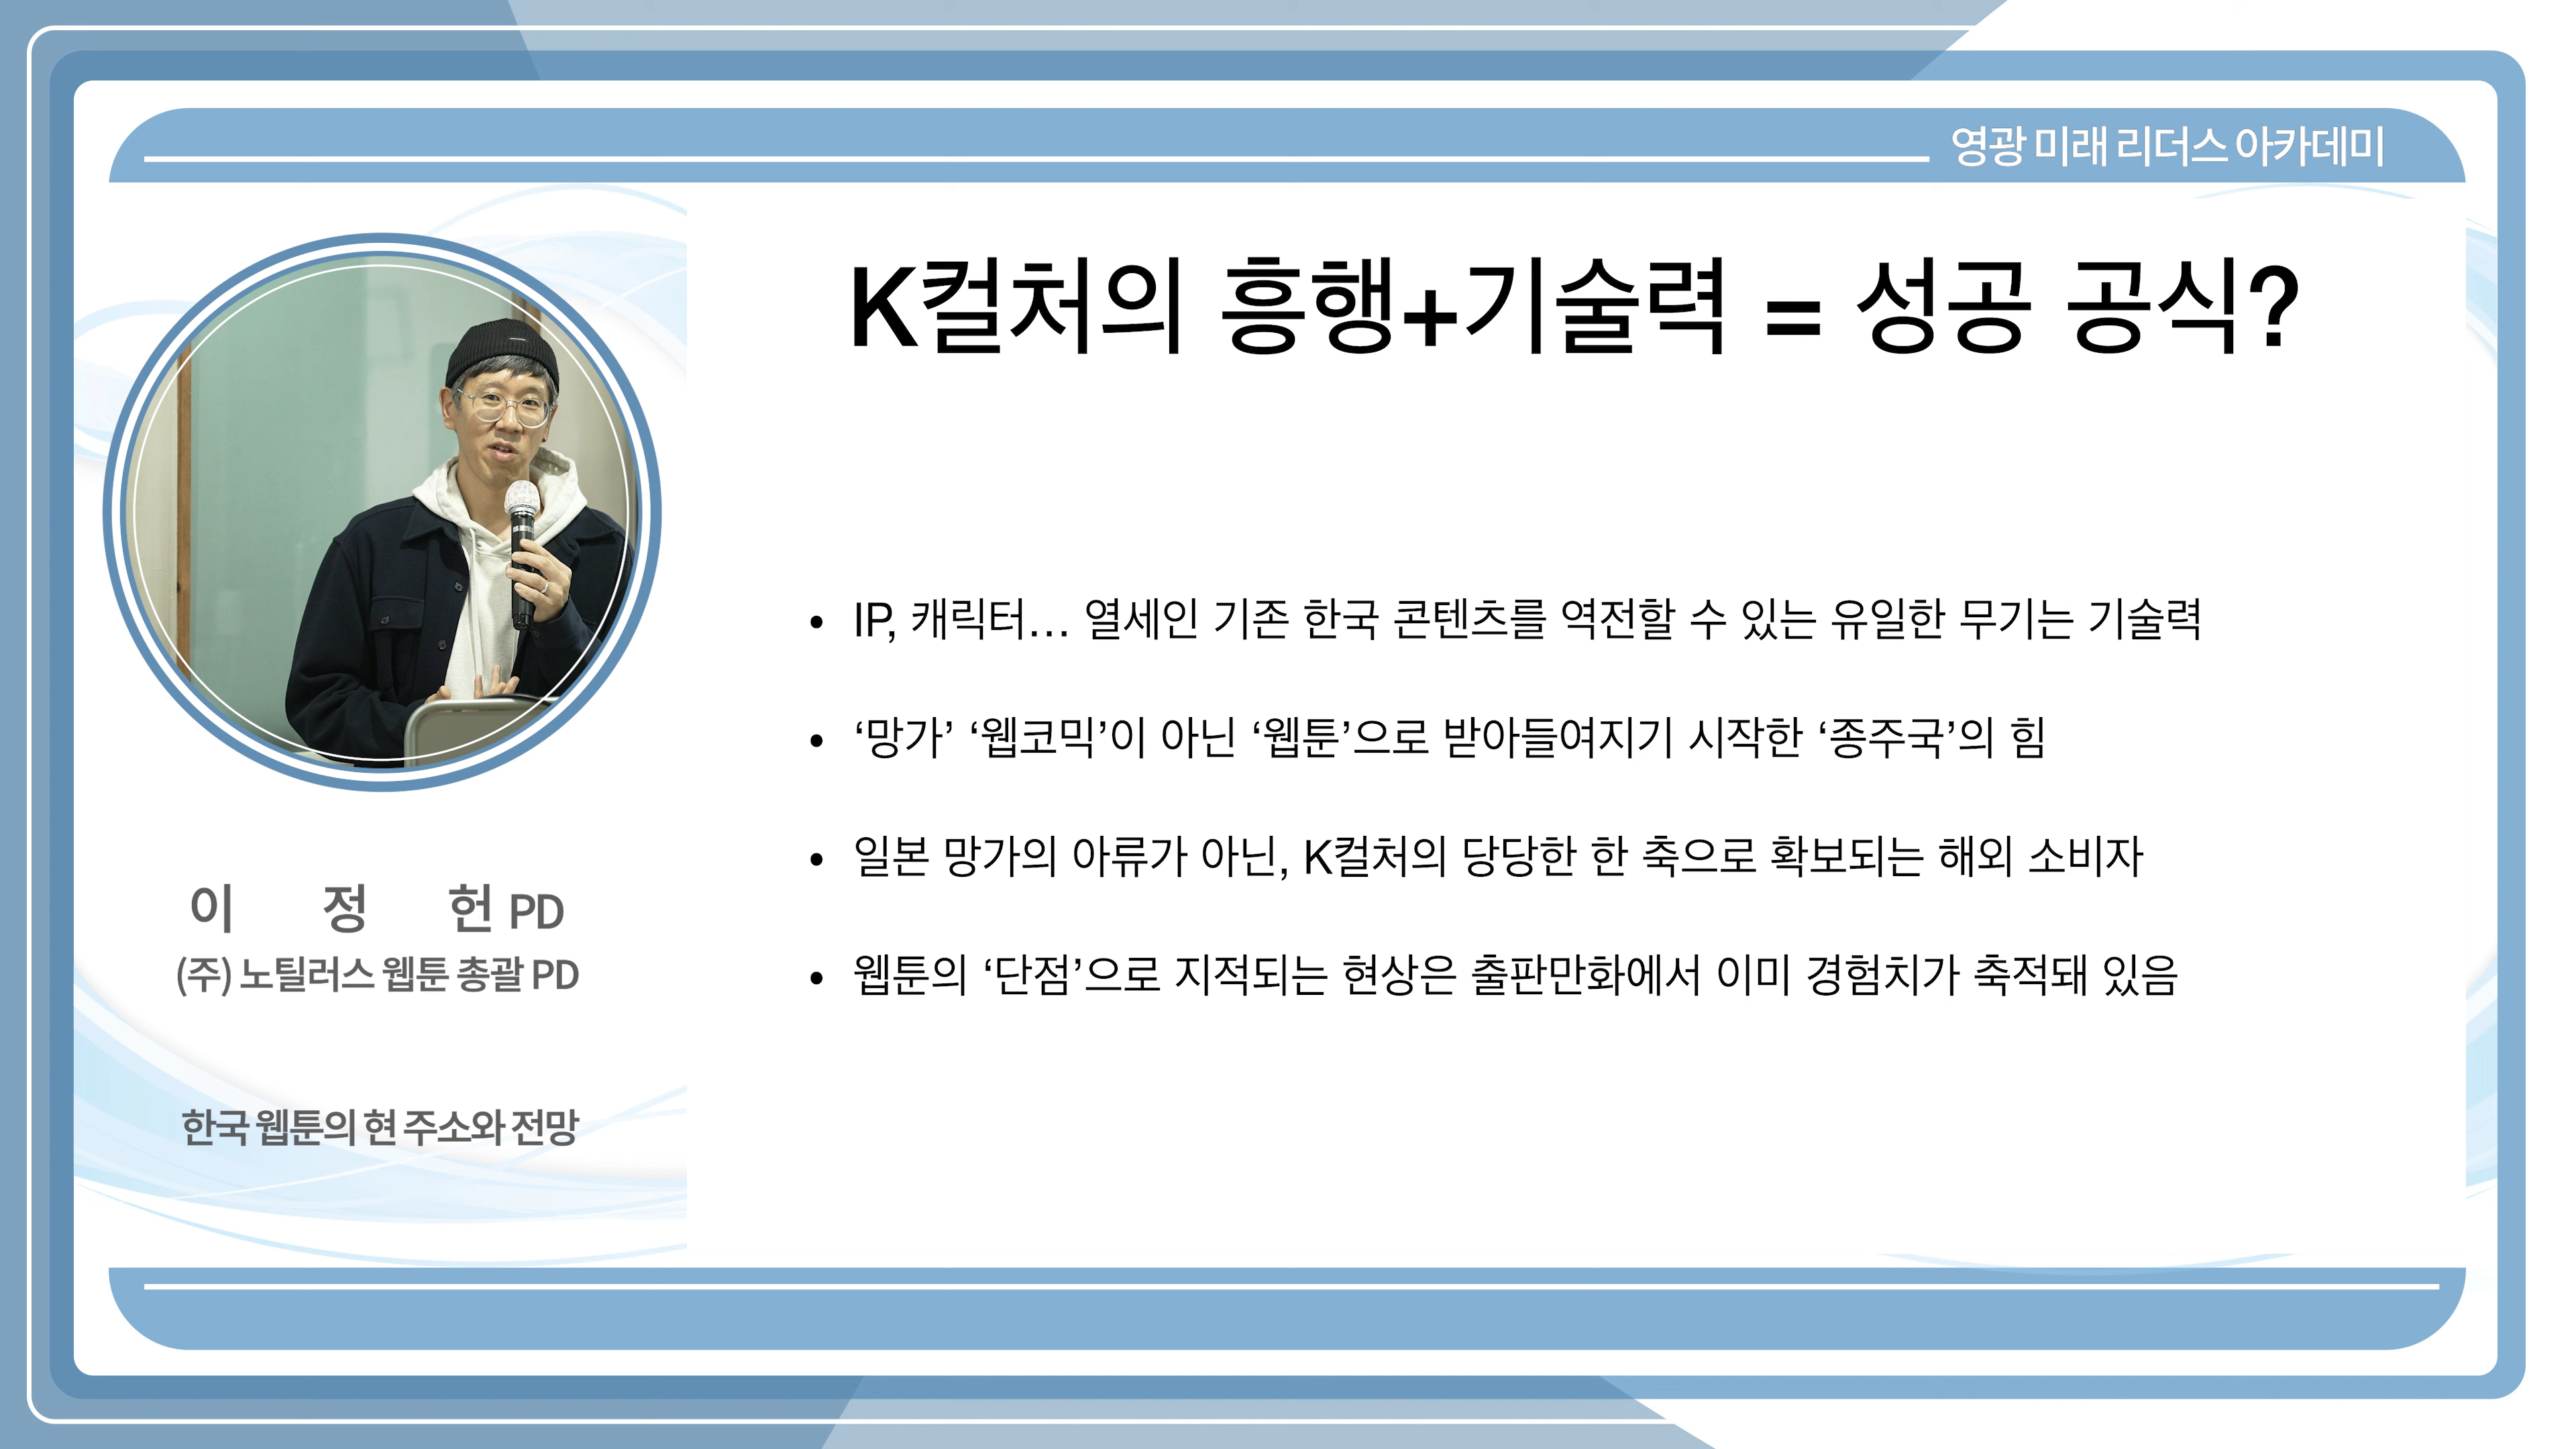 영광 미래 리더스 아카데미
K컬처의 흥행+기술력 = 성공 공식?
• IP, 캐릭터… 열세인 기존 한국 콘텐츠를 역전할 수 있는 유일한 무기는 기술력
• ‘망가’ ‘웹코믹’이 아닌 ‘웹툰’으로 받아들여지기 시작한 ‘종주국’의 힘
• 일본 망가의 아류가 아닌, K컬처의 당당한 한 축으로 확보되는 해외 소비자
• 웹툰의 ‘단점’으로 지적되는 현상은 출판만화에서 이미 경험치가 축적돼 있음
이 정 헌 PD
(주) 노틸러스 웹툰 총괄 PD
한국 웹툰의 현 주소와 전망